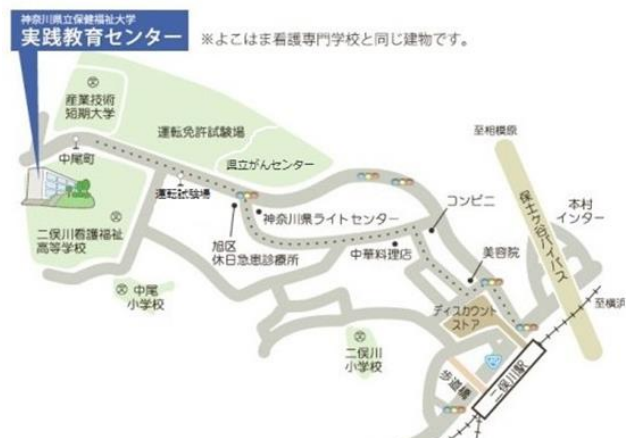 神奈川県立保健福祉大学
実践教育センター
※よこはま看護専門学校と同じ建物です。
産業技術
短期大学
運転免許試験場
至相模原
中尾町
県立がんセンター
運転試験場
コンビニ
保土ヶ谷バイパス
本村
インター
神奈川県ライトセンター
二俣川看護福祉
高等学校
旭区
休日急患診療所
中華料理店
美容院
中尾
小学校
至横浜
ディスカウント
ストア
二俣川
小学校
歩道橋
二俣川駅